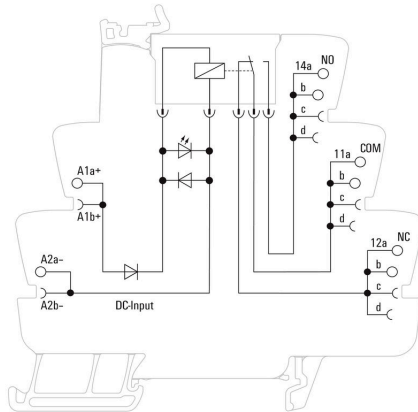 14a NO
b
c
d
11a COM
b
c
d
12a NC
b
c
d
A1a+
A1b+
A2a–
A2b–
DC-Input